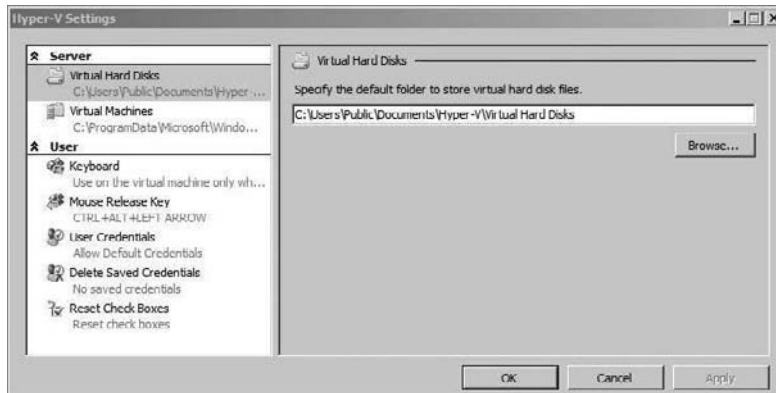 Hyper-V Settings
Server
Virtual Hard Disks
C:\Users\Public\Documents\Hyper-...
Virtual Machines
C:\ProgramData\Microsoft\Windo...
User
Keyboard
Use on the virtual machine only wh...
Mouse Release Key
CTRL+ALT+LEFT ARROW
User Credentials
Allow Default Credentials
Delete Saved Credentials
No saved credentials
Reset Check Boxes
Reset check boxes
Virtual Hard Disks
Specify the default folder to store virtual hard disk files.
C:\Users\Public\Documents\Hyper-V\Virtual Hard Disks
Browse...
OK
Cancel
Apply